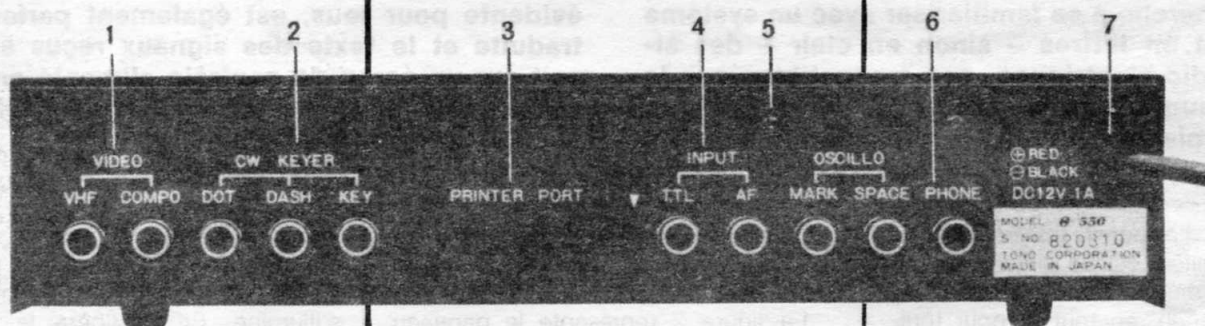 1 2 3 4 5 6 7
VIDEO CW KEYER INPUT OSCILLO ⊕ RED
⊖ BLACK
VHF COMPO DOT DASH KEY PRINTER PORT ▼ TTL AF MARK SPACE PHONE DC12V 1A
MODEL θ 550
S NO 820310
TONO CORPORATION
MADE IN JAPAN